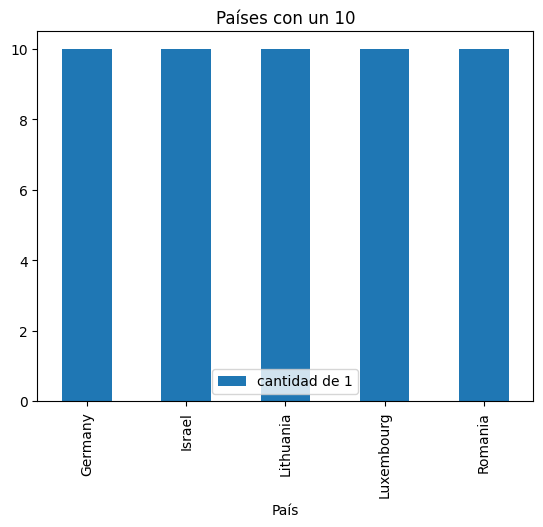 Países con un 10
10
8
6
4
2
0
cantidad de 1
Germany
Israel
Lithuania
Luxembourg
Romania
País